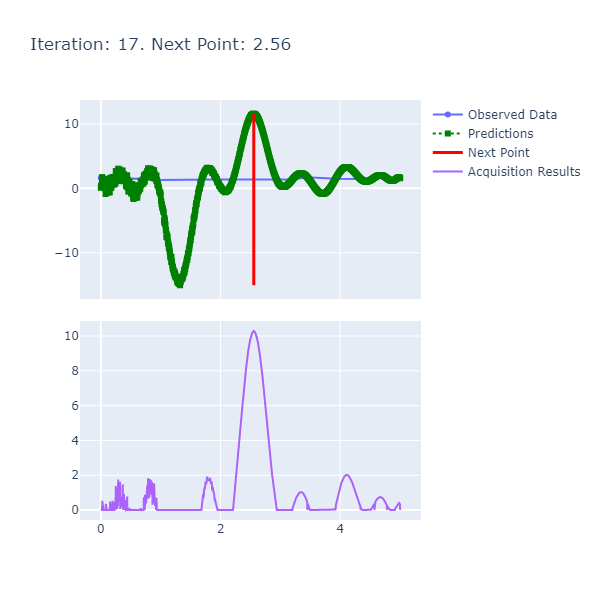 Iteration: 17. Next Point: 2.56
Observed Data
Predictions
Next Point
Acquisition Results
10
0
−10
10
8
6
4
2
0
0
2
4